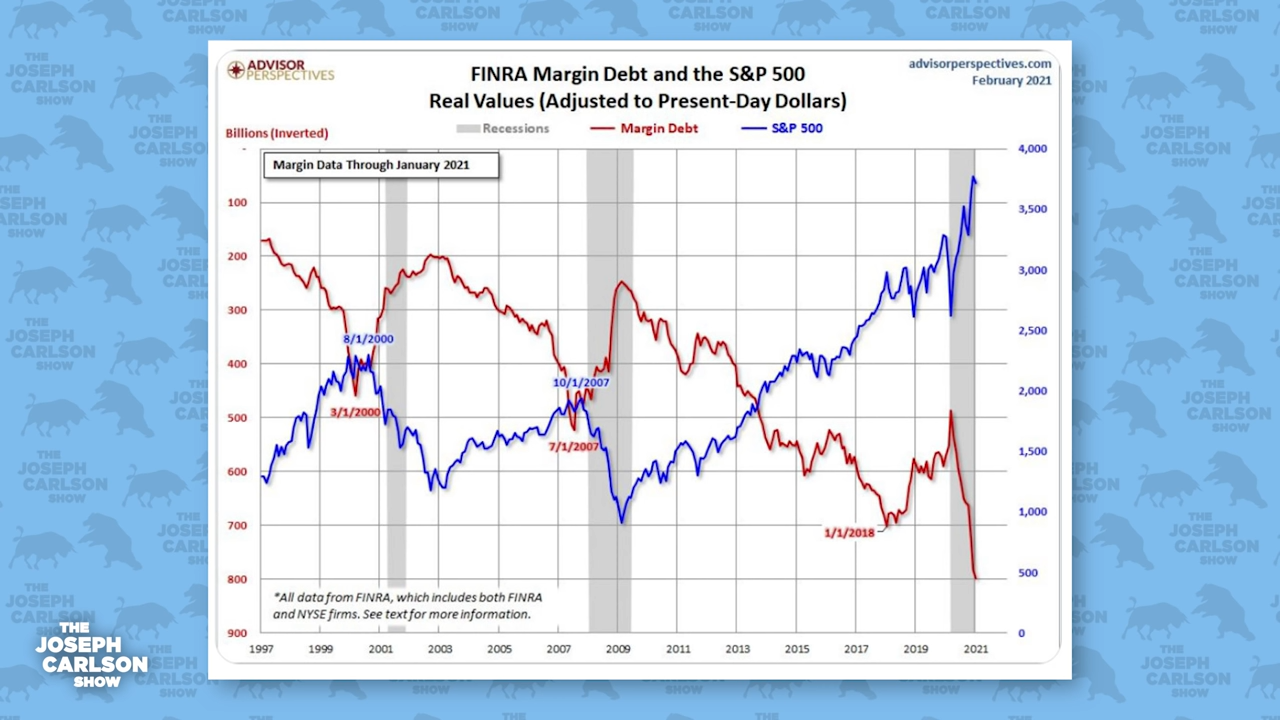 ADVISOR
PERSPECTIVES
FINRA Margin Debt and the S&P 500
Real Values (Adjusted to Present-Day Dollars)
advisorperspectives.com
February 2021
Billions (Inverted)
Recessions
Margin Debt
S&P 500
Margin Data Through January 2021
-
100
200
300
400
500
600
700
800
900
4,000
3,500
3,000
2,500
2,000
1,500
1,000
500
0
8/1/2000
3/1/2000
10/1/2007
7/1/2007
1/1/2018
*All data from FINRA, which includes both FINRA
and NYSE firms. See text for more information.
1997
1999
2001
2003
2005
2007
2009
2011
2013
2015
2017
2019
2021
THE
JOSEPH
CARLSON
SHOW